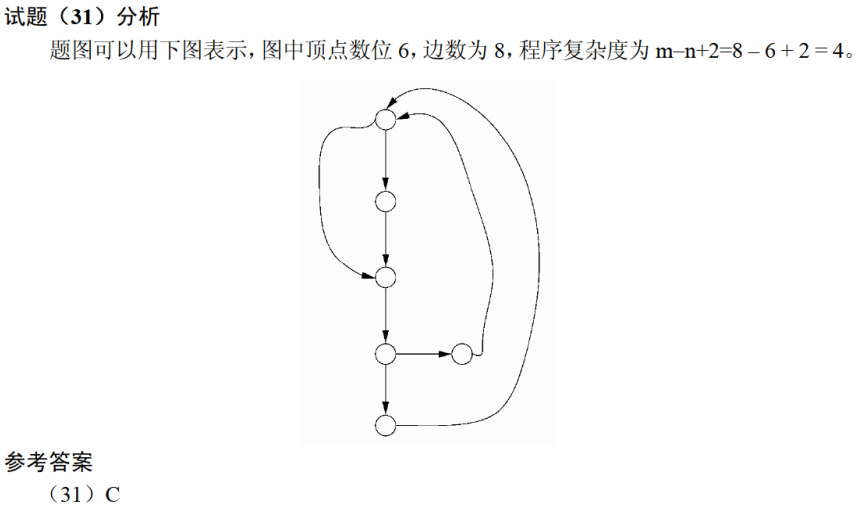 试题（31）分析
题图可以用下图表示，图中顶点数位 6，边数为 8，程序复杂度为 m–n+2=8 – 6 + 2 = 4。
参考答案
（31）C